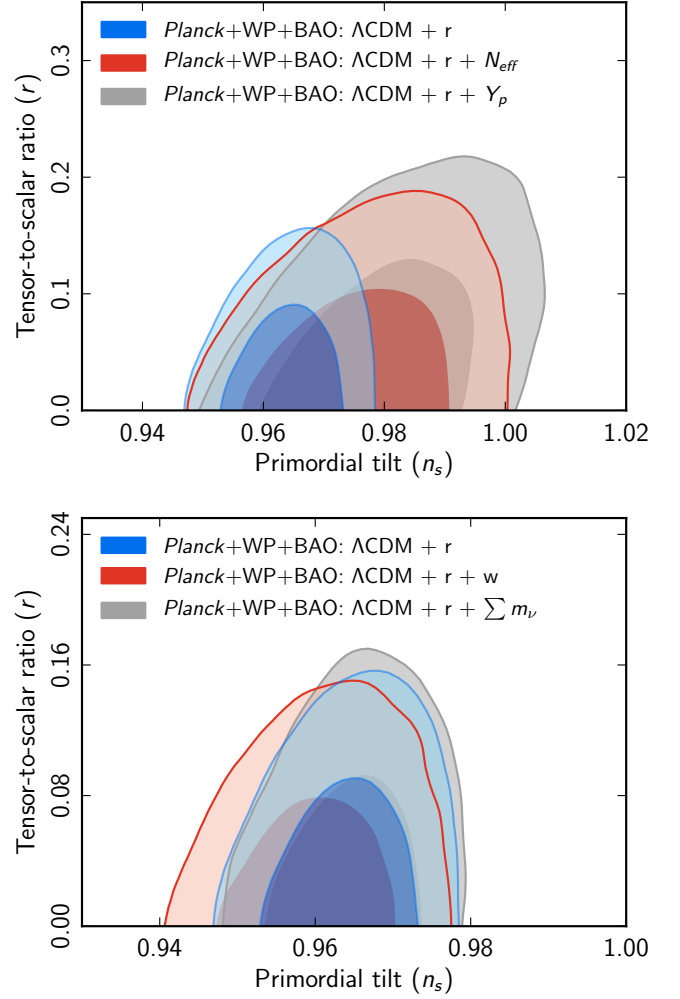 Planck+WP+BAO: ΛCDM + r
Planck+WP+BAO: ΛCDM + r + N_eff
Planck+WP+BAO: ΛCDM + r + Y_p
Tensor-to-scalar ratio (r)
0.0 0.1 0.2 0.3
0.94 0.96 0.98 1.00 1.02
Primordial tilt (n_s)
Planck+WP+BAO: ΛCDM + r
Planck+WP+BAO: ΛCDM + r + w
Planck+WP+BAO: ΛCDM + r + ∑ m_ν
Tensor-to-scalar ratio (r)
0.00 0.08 0.16 0.24
0.94 0.96 0.98 1.00
Primordial tilt (n_s)